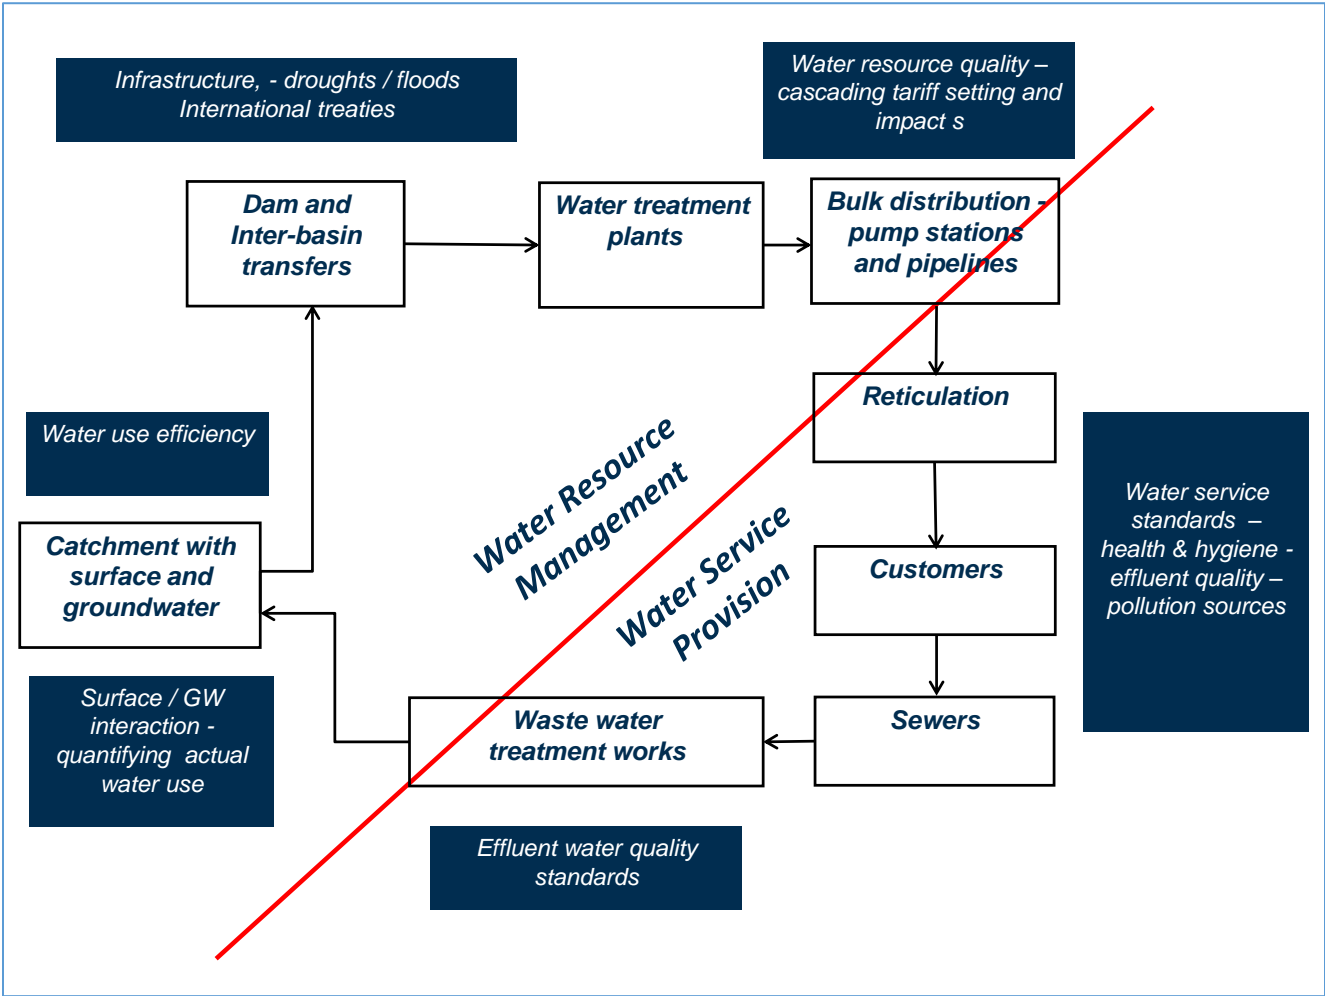 Infrastructure, - droughts / floods
International treaties
Water resource quality –
cascading tariff setting and
impact s
Dam and
Inter-basin
transfers
Water treatment
plants
Bulk distribution -
pump stations
and pipelines
Reticulation
Water use efficiency
Water Resource
Management
Water Service
Provision
Water service
standards –
health & hygiene -
effluent quality –
pollution sources
Catchment with
surface and
groundwater
Customers
Surface / GW
interaction -
quantifying actual
water use
Waste water
treatment works
Sewers
Effluent water quality
standards